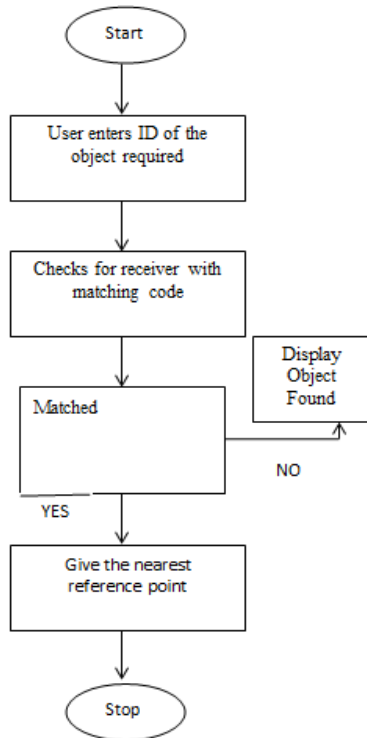 Start
User enters ID of the
object required
Checks for receiver with
matching code
Display
Object
Found
Matched
NO
YES
Give the nearest
reference point
Stop